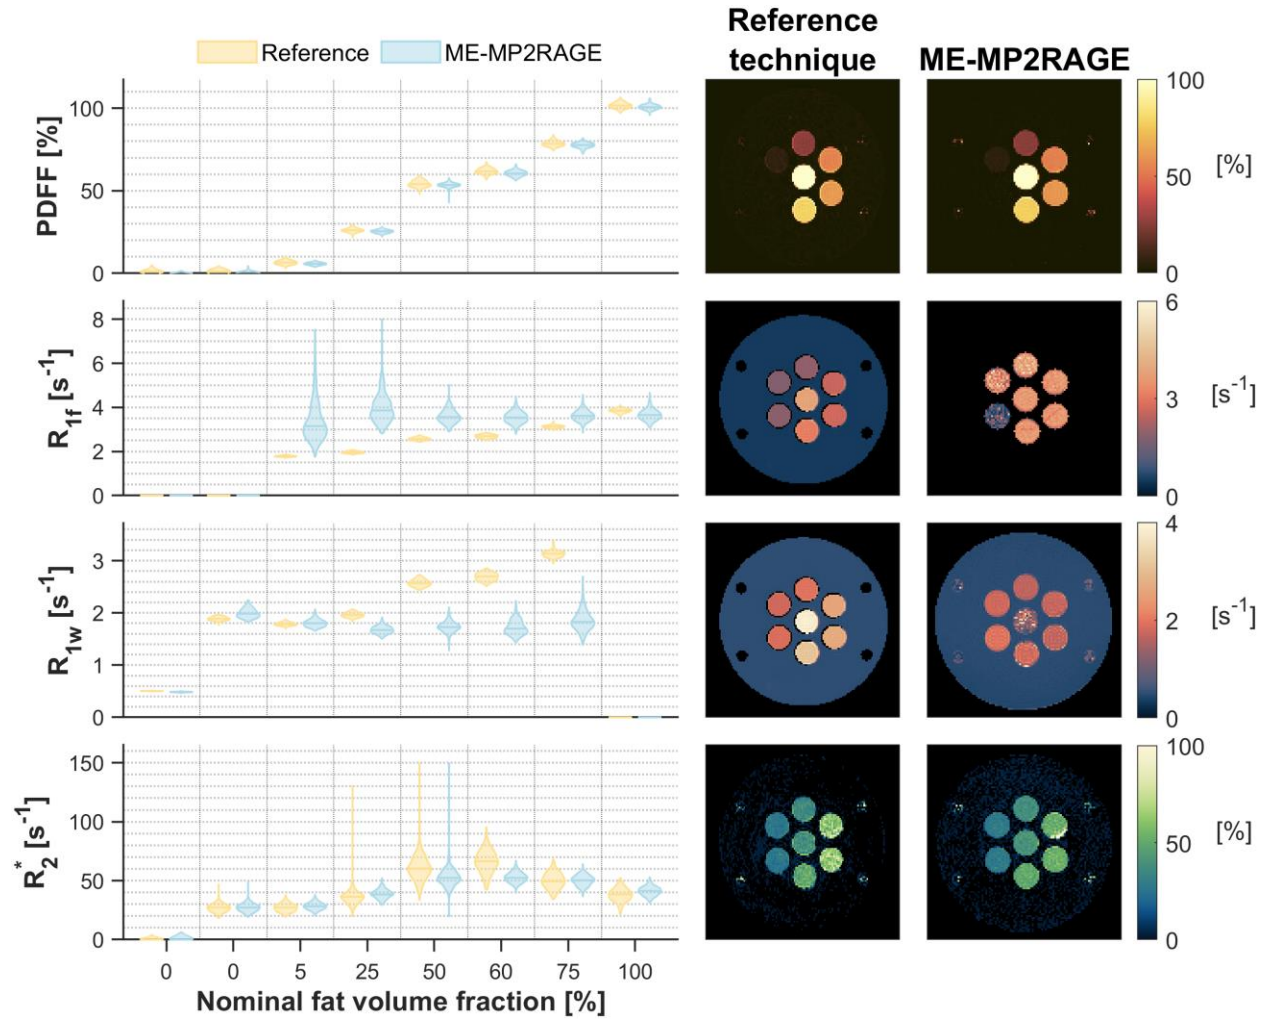 Reference ME-MP2RAGE
Reference
technique
ME-MP2RAGE
PDFF [%]
100
50
0
100
50
0
[%]
R1f [s-1]
8
6
4
2
0
6
3
0
[s-1]
R1w [s-1]
3
2
1
0
4
2
0
[s-1]
R2* [s-1]
150
100
50
0
100
50
0
[%]
0 0 5 25 50 60 75 100
Nominal fat volume fraction [%]